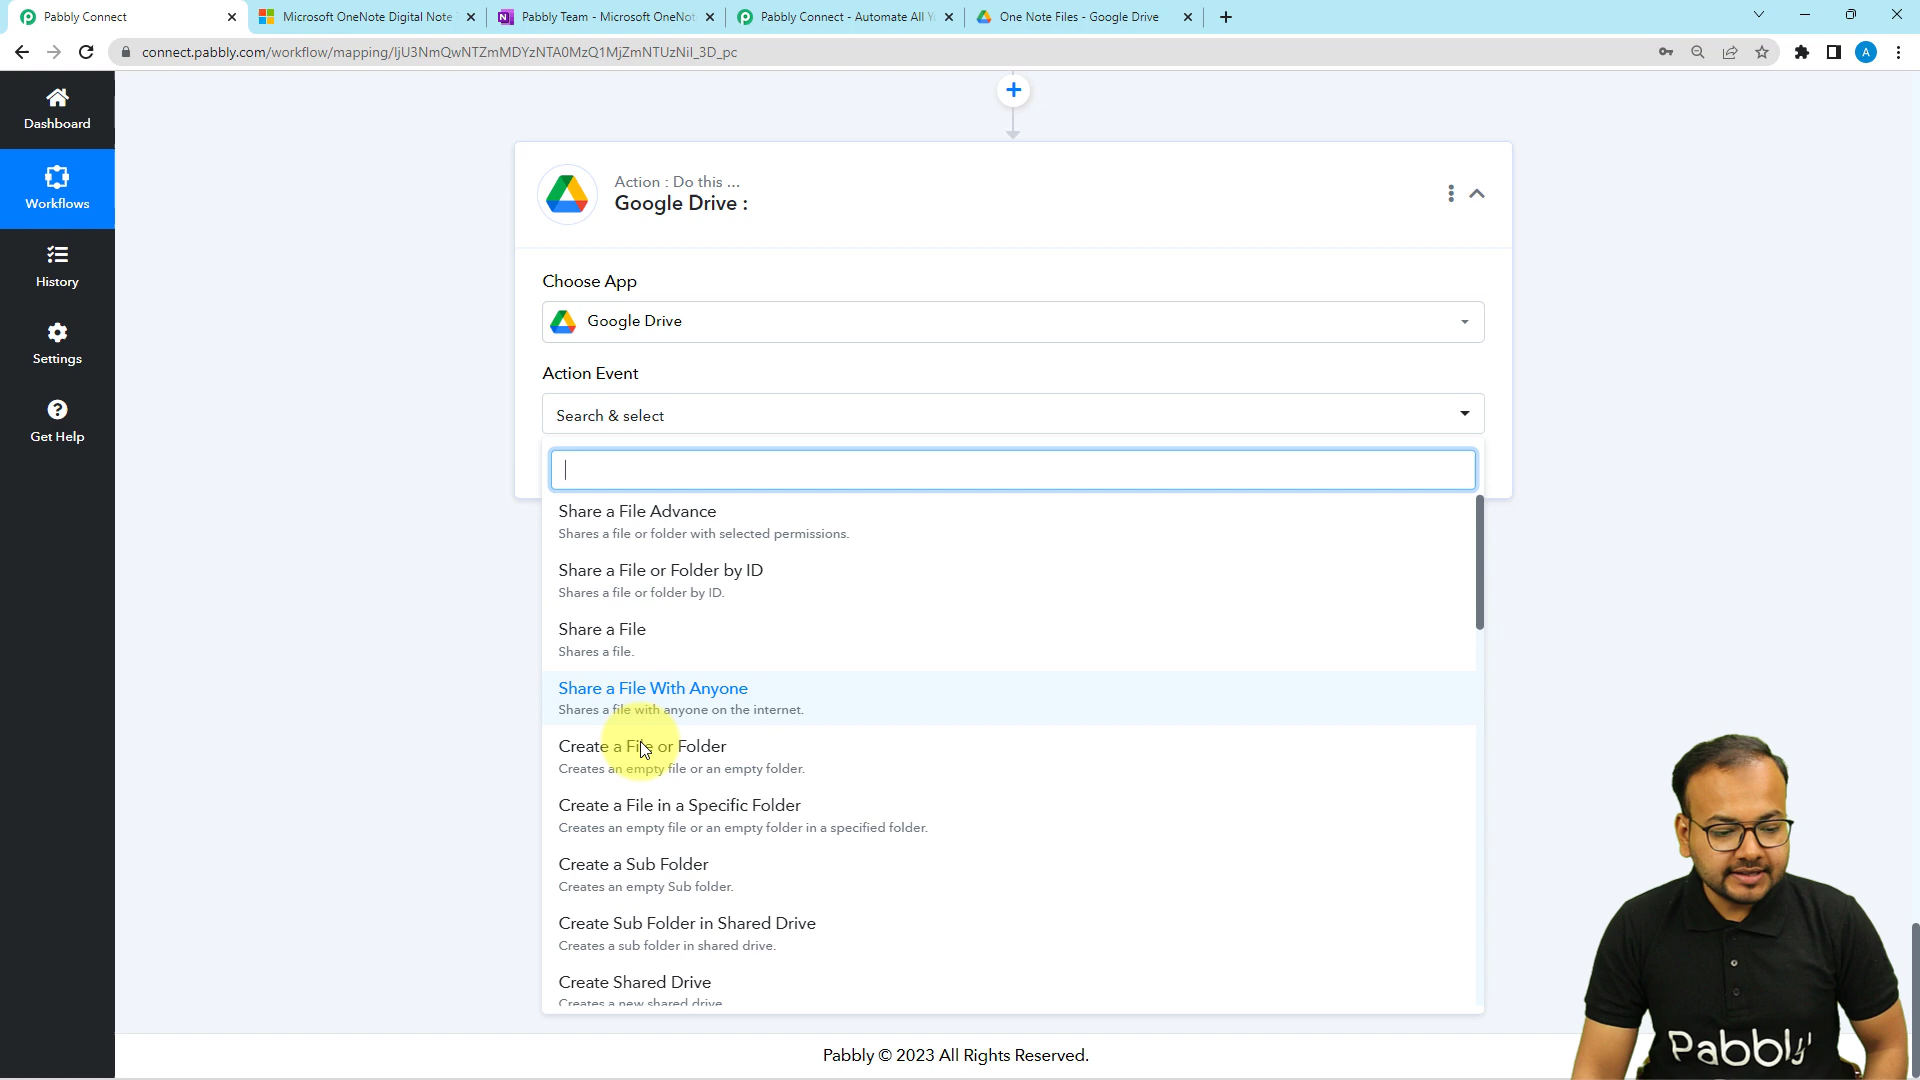 Pabbly Connect
Microsoft OneNote Digital Note
Pabbly Team - Microsoft OneNot
Pabbly Connect - Automate All Y
One Note Files - Google Drive
connect.pabbly.com/workflow/mapping/IjU3NmQwNTZmMDYzNTA0MzQ1MjZmNTUzNiI_3D_pc
A
Dashboard
Workflows
History
Settings
Get Help
Action : Do this ...
Google Drive :
Choose App
Google Drive
Action Event
Search & select
Share a File Advance
Shares a file or folder with selected permissions.
Share a File or Folder by ID
Shares a file or folder by ID.
Share a File
Shares a file.
Share a File With Anyone
Shares a file with anyone on the internet.
Create a File or Folder
Creates an empty file or an empty folder.
Create a File in a Specific Folder
Creates an empty file or an empty folder in a specified folder.
Create a Sub Folder
Creates an empty Sub folder.
Create Sub Folder in Shared Drive
Creates a sub folder in shared drive.
Create Shared Drive
Creates a new shared drive
Pabbly © 2023 All Rights Reserved.
Pabbly